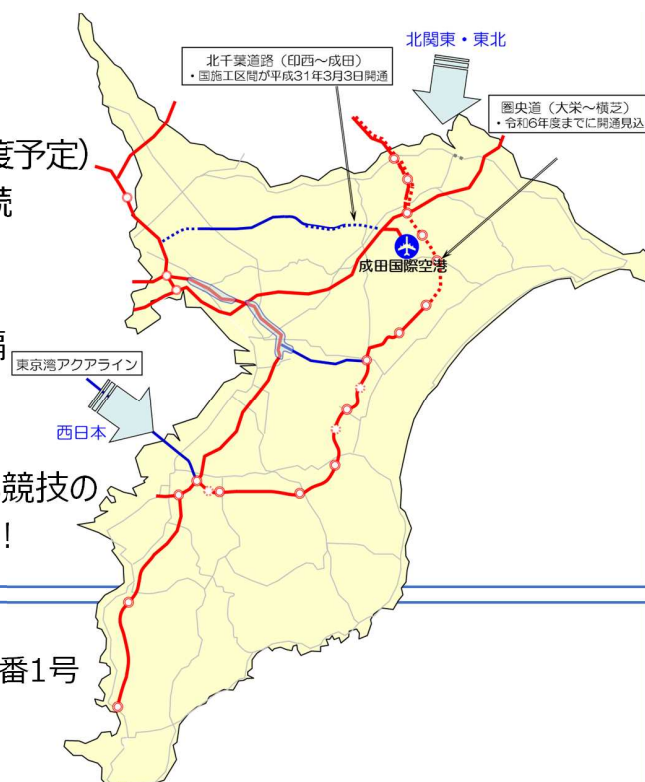 北関東・東北
北千葉道路（印西～成田）
・国施工区間が平成31年3月3日開通
圏央道（大栄～横芝）
・令和6年度までに開通見込
度予定）
続
成田国際空港
幅
東京湾アクアライン
西日本
競技の
！
番1号